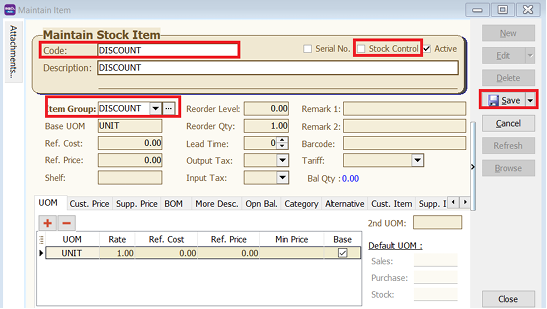 Maintain Item
Attachments...
Maintain Stock Item
Code: DISCOUNT Serial No. Stock Control Active
Description: DISCOUNT
Item Group: DISCOUNT ... Reorder Level: 0.00 Remark 1:
Base UOM UNIT Reorder Qty: 1.00 Remark 2:
Ref. Cost: 0.00 Lead Time: 0 Barcode:
Ref. Price: 0.00 Output Tax: Tariff:
Shelf: Input Tax: Bal Qty : 0.00
UOM Cust. Price Supp. Price BOM More Desc. Opn Bal. Category Alternative Cust. Item Supp. I
2nd UOM:
UOM Rate Ref. Cost Ref. Price Min Price Base
UNIT 1.00 0.00 0.00
Default UOM :
Sales:
Purchase:
Stock:
New
Edit
Delete
Save
Cancel
Refresh
Browse
Close